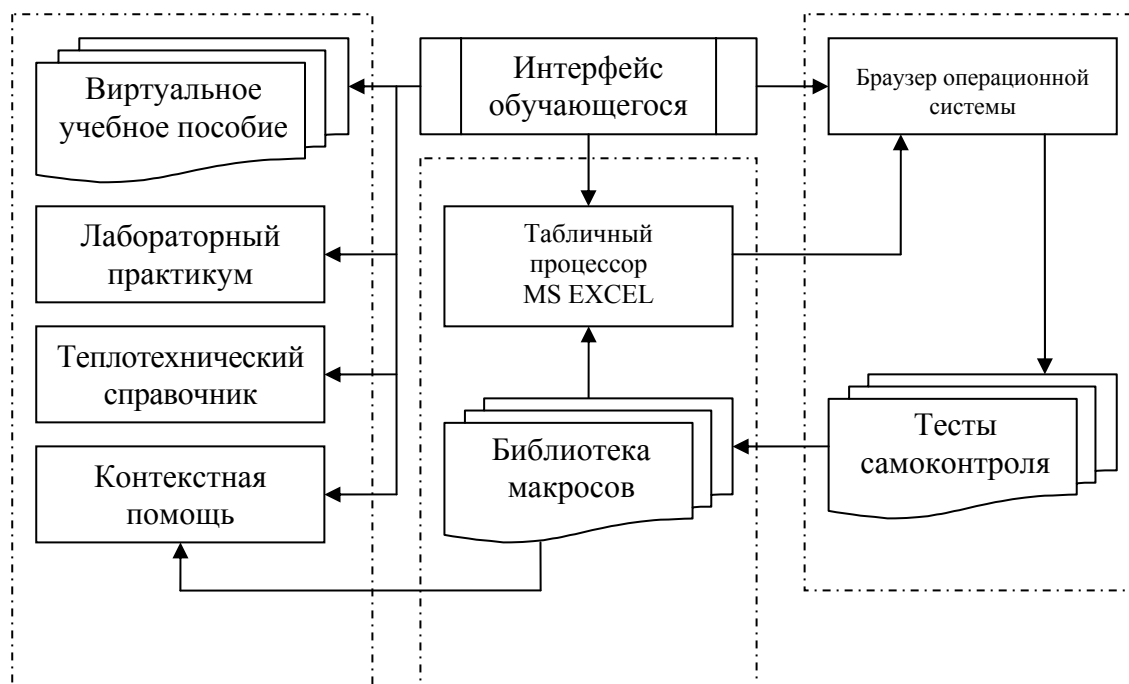 Виртуальное
учебное пособие
Лабораторный
практикум
Теплотехнический
справочник
Контекстная
помощь
Интерфейс
обучающегося
Табличный
процессор
MS EXCEL
Библиотека
макросов
Браузер операционной
системы
Тесты
самоконтроля